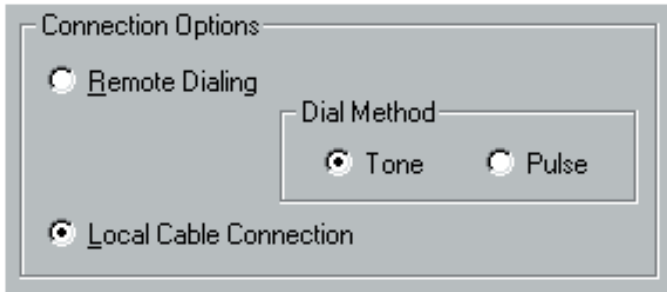 Connection Options
Remote Dialing
Dial Method
Tone Pulse
Local Cable Connection